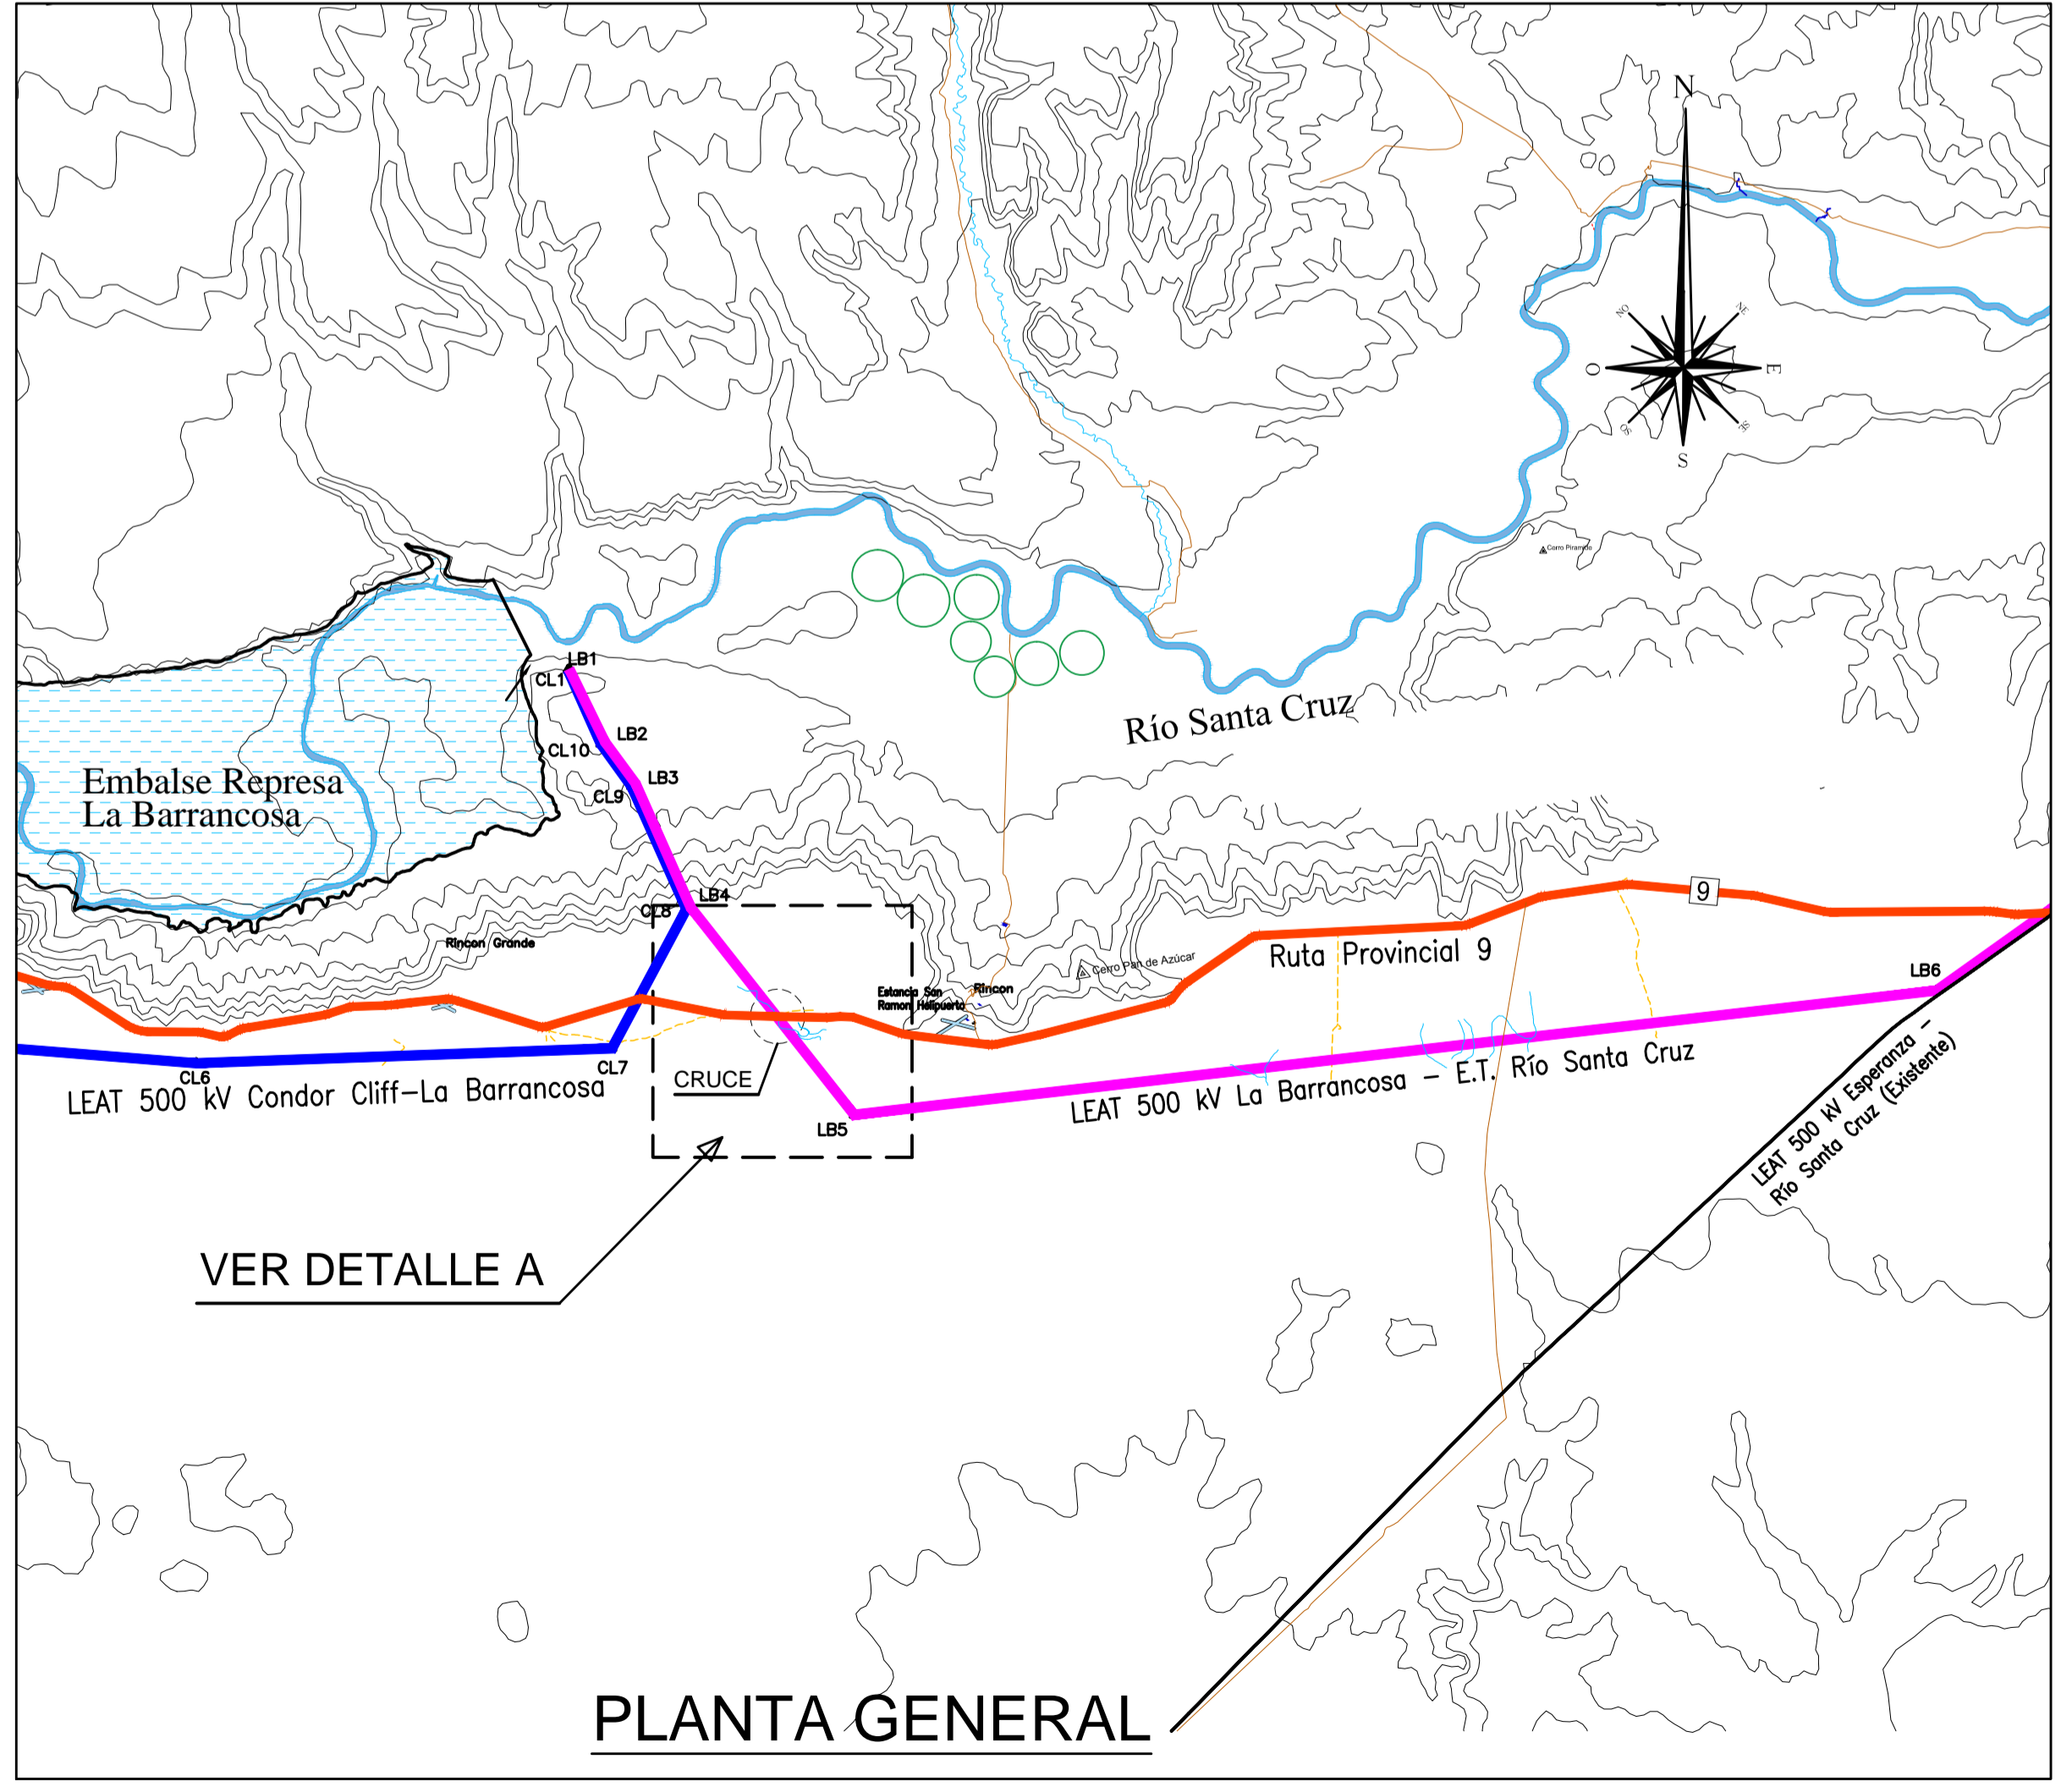 N
NO
NE
O
E
SO
SE
S
Cerro Piramide
LB1
CL1
Río Santa Cruz
LB2
CL10
LB3
CL9
Embalse Represa
La Barrancosa
LB4
CL8
9
Rincon Grande
Ruta Provincial 9
Cerro Pan de Azúcar
LB6
Estancia San
Ramon Helipuerto
Rincon
CL7
CL6
CRUCE
LEAT 500 kV Condor Cliff-La Barrancosa
LEAT 500 kV La Barrancosa - E.T. Río Santa Cruz
LB5
LEAT 500 kV Esperanza -
Río Santa Cruz (Existente)
VER DETALLE A
PLANTA GENERAL